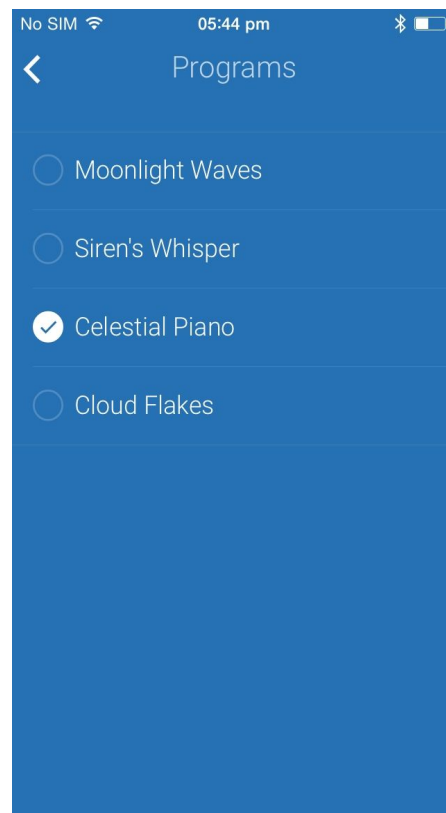 No SIM 05:44 pm
Programs
Moonlight Waves
Siren's Whisper
Celestial Piano
Cloud Flakes